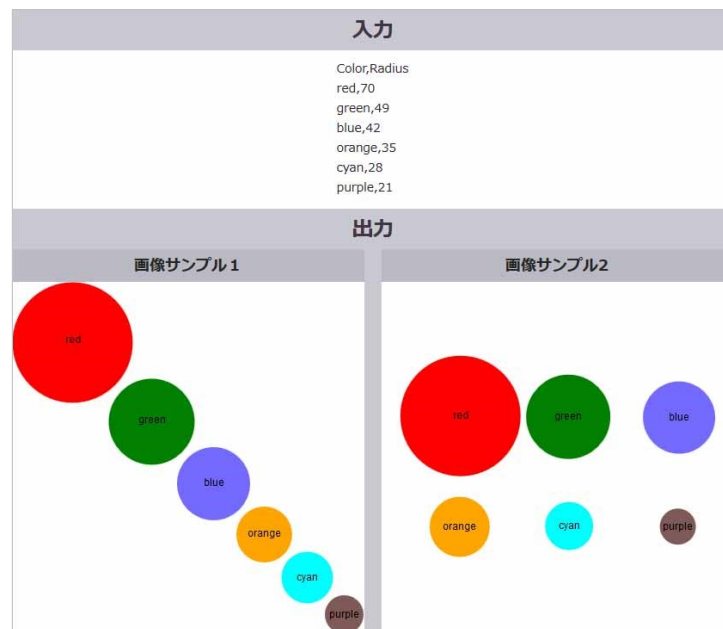 入力
Color,Radius
red,70
green,49
blue,42
orange,35
cyan,28
purple,21
出力
画像サンプル1
画像サンプル2
red
green
blue
orange
cyan
purple
red
green
blue
orange
cyan
purple